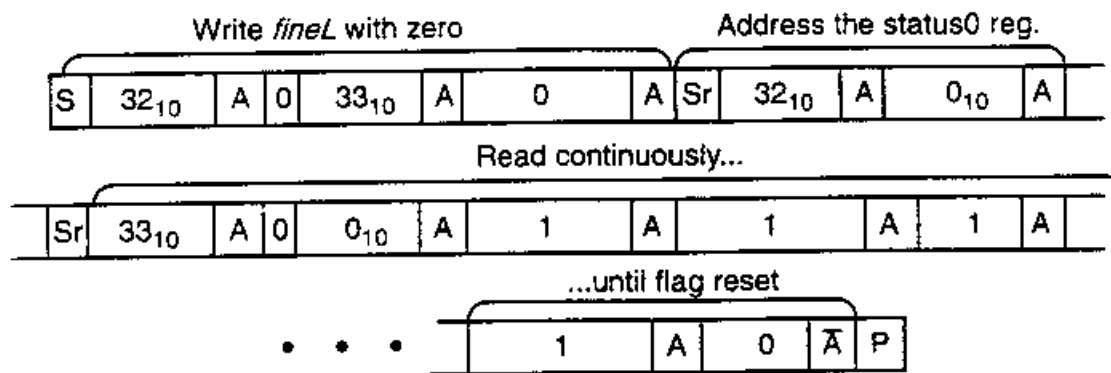 Write fineL with zero Address the status0 reg.
S 32₁₀ A 0 33₁₀ A 0 A Sr 32₁₀ A 0₁₀ A
Read continuously...
Sr 33₁₀ A 0 0₁₀ A 1 A 1 A 1 A
...until flag reset
• • • 1 A 0 A̅ P